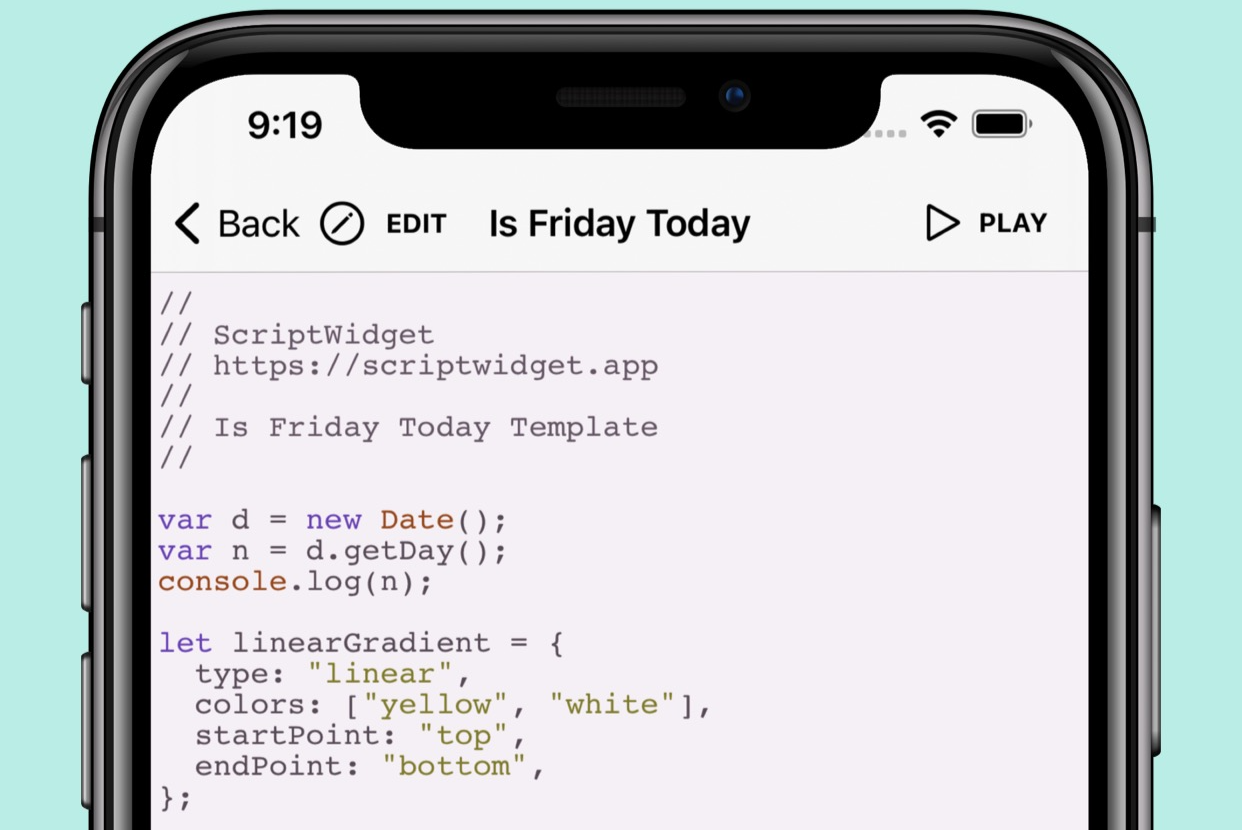 9:19
Back EDIT Is Friday Today PLAY
//
// ScriptWidget
// https://scriptwidget.app
//
// Is Friday Today Template
//
var d = new Date();
var n = d.getDay();
console.log(n);
let linearGradient = {
  type: "linear",
  colors: ["yellow", "white"],
  startPoint: "top",
  endPoint: "bottom",
};